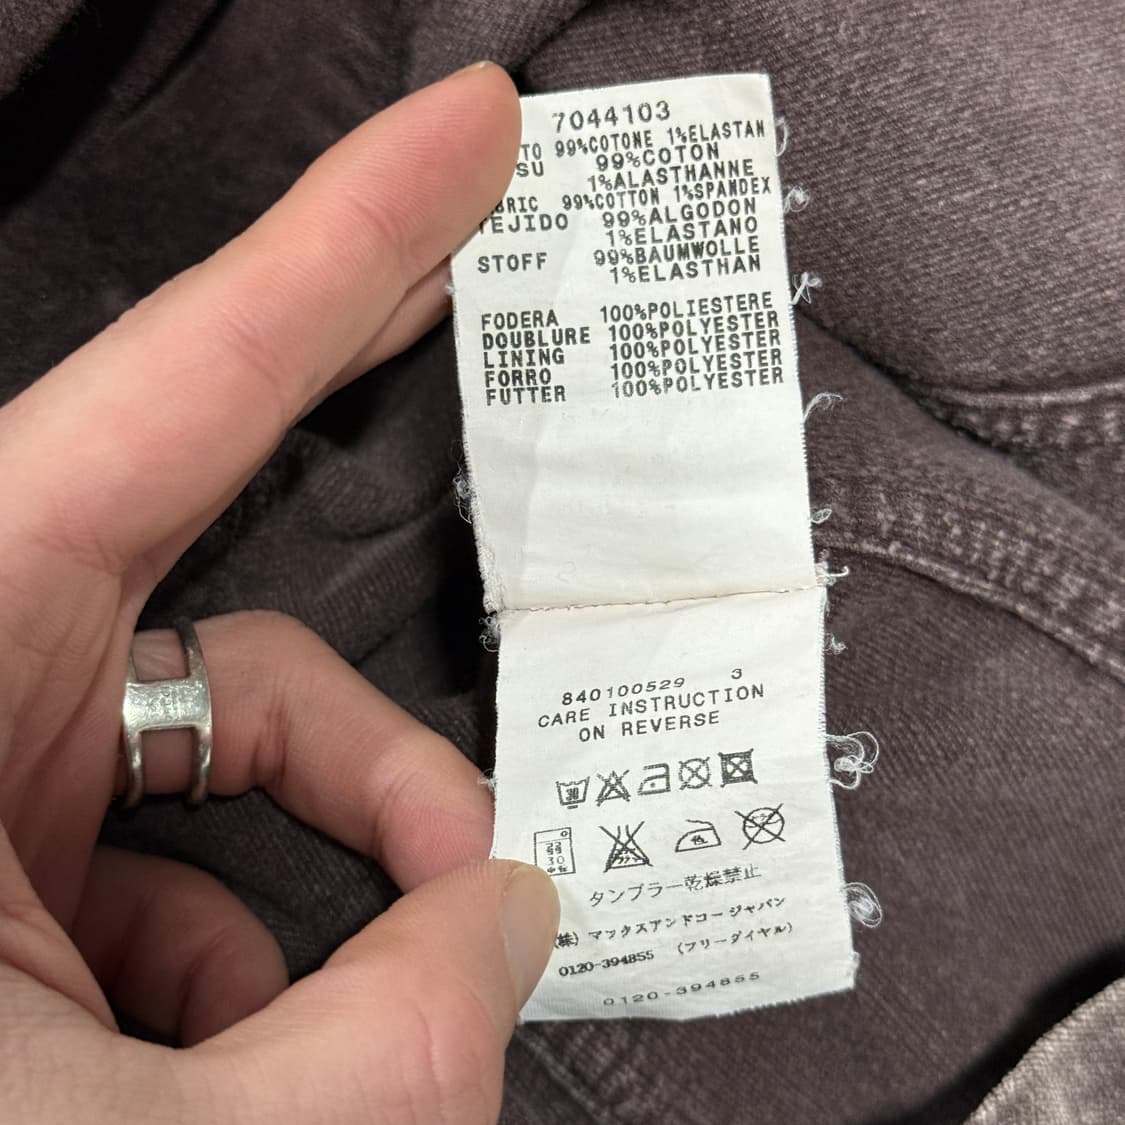 7044103
TO 99%COTONE 1%ELASTAN
SU 99%COTON
1%ALASTHANNE
BRIC 99%COTTON 1%SPANDEX
TEJIDO 99%ALGODON
1%ELASTANO
STOFF 99%BAUMWOLLE
1%ELASTHAN
FODERA 100%POLIESTERE
DOUBLURE 100%POLYESTER
LINING 100%POLYESTER
FORRO 100%POLYESTER
FUTTER 100%POLYESTER
840100529 3
CARE INSTRUCTION
ON REVERSE
30
30
タンブラー乾燥禁止
(株) マックスアンドコー ジャパン
0120-394855 (フリーダイヤル)
0120-394855